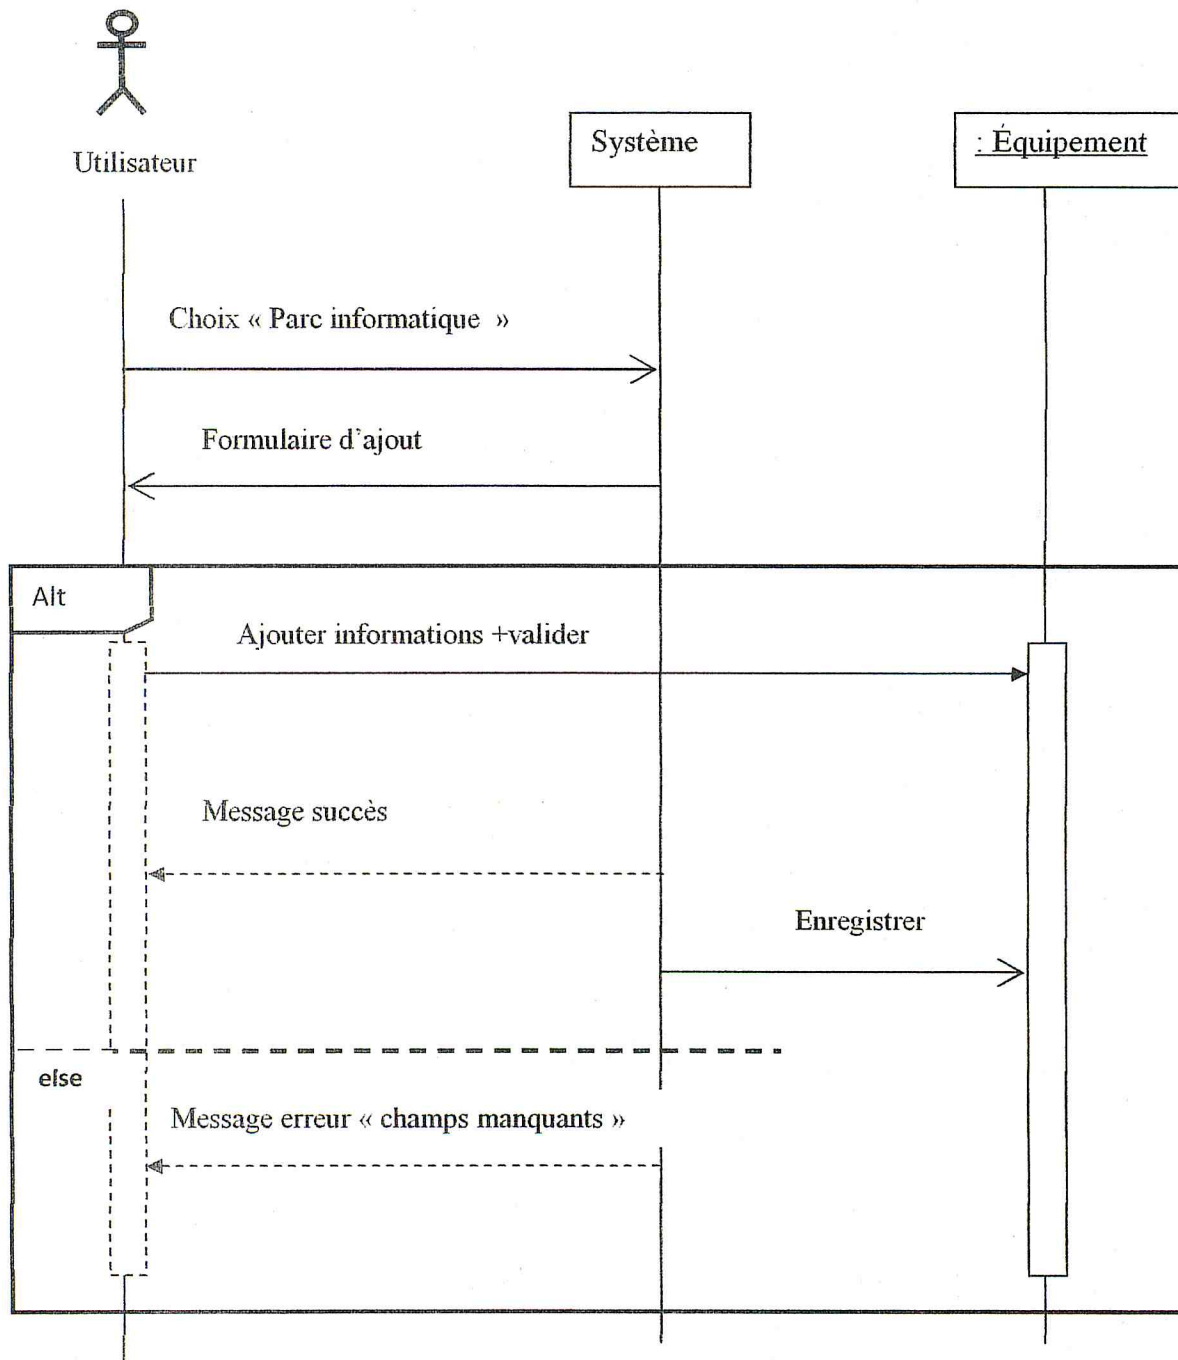 Utilisateur
Système
: Équipement
Choix « Parc informatique »
Formulaire d'ajout
Alt
Ajouter informations +valider
Message succès
Enregistrer
else
Message erreur « champs manquants »